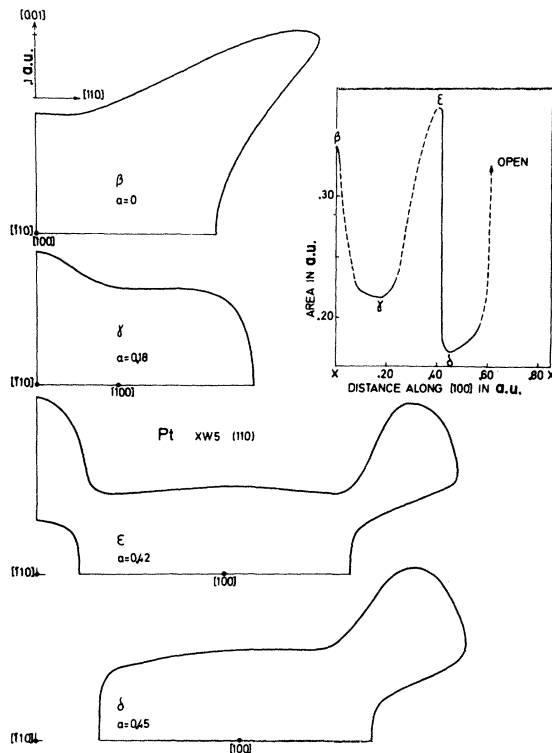 [001]
1 a.u.
[110]
β
a=0
[1̄10]
[100]
γ
a=0,18
[1̄10]
[100]
Pt XW5 (110)
ε
a=0,42
[1̄10]
[100]
δ
a=0,45
[1̄10]
[100]
β
ε
OPEN
.30
.20
γ
δ
AREA IN a.u.
X .20 .40 .60 .80 X
DISTANCE ALONG [100] IN a.u.